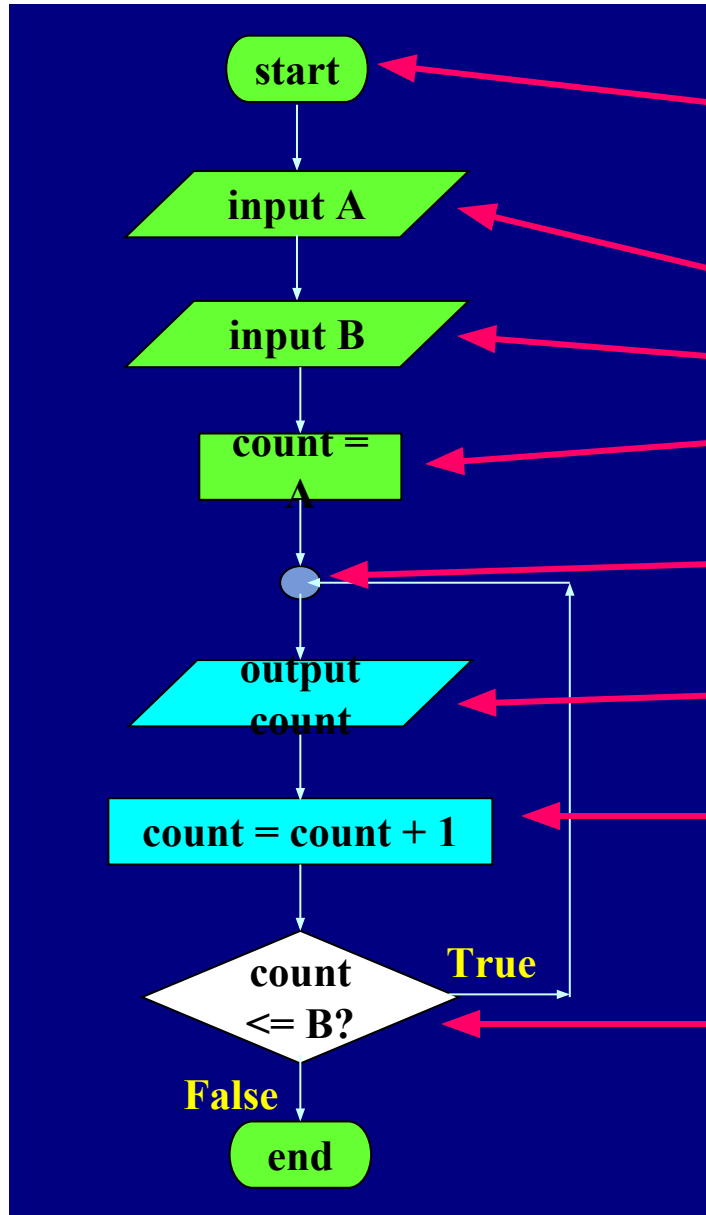 start
input A
input B
count =
A
output
count
count = count + 1
count
<= B?
True
False
end